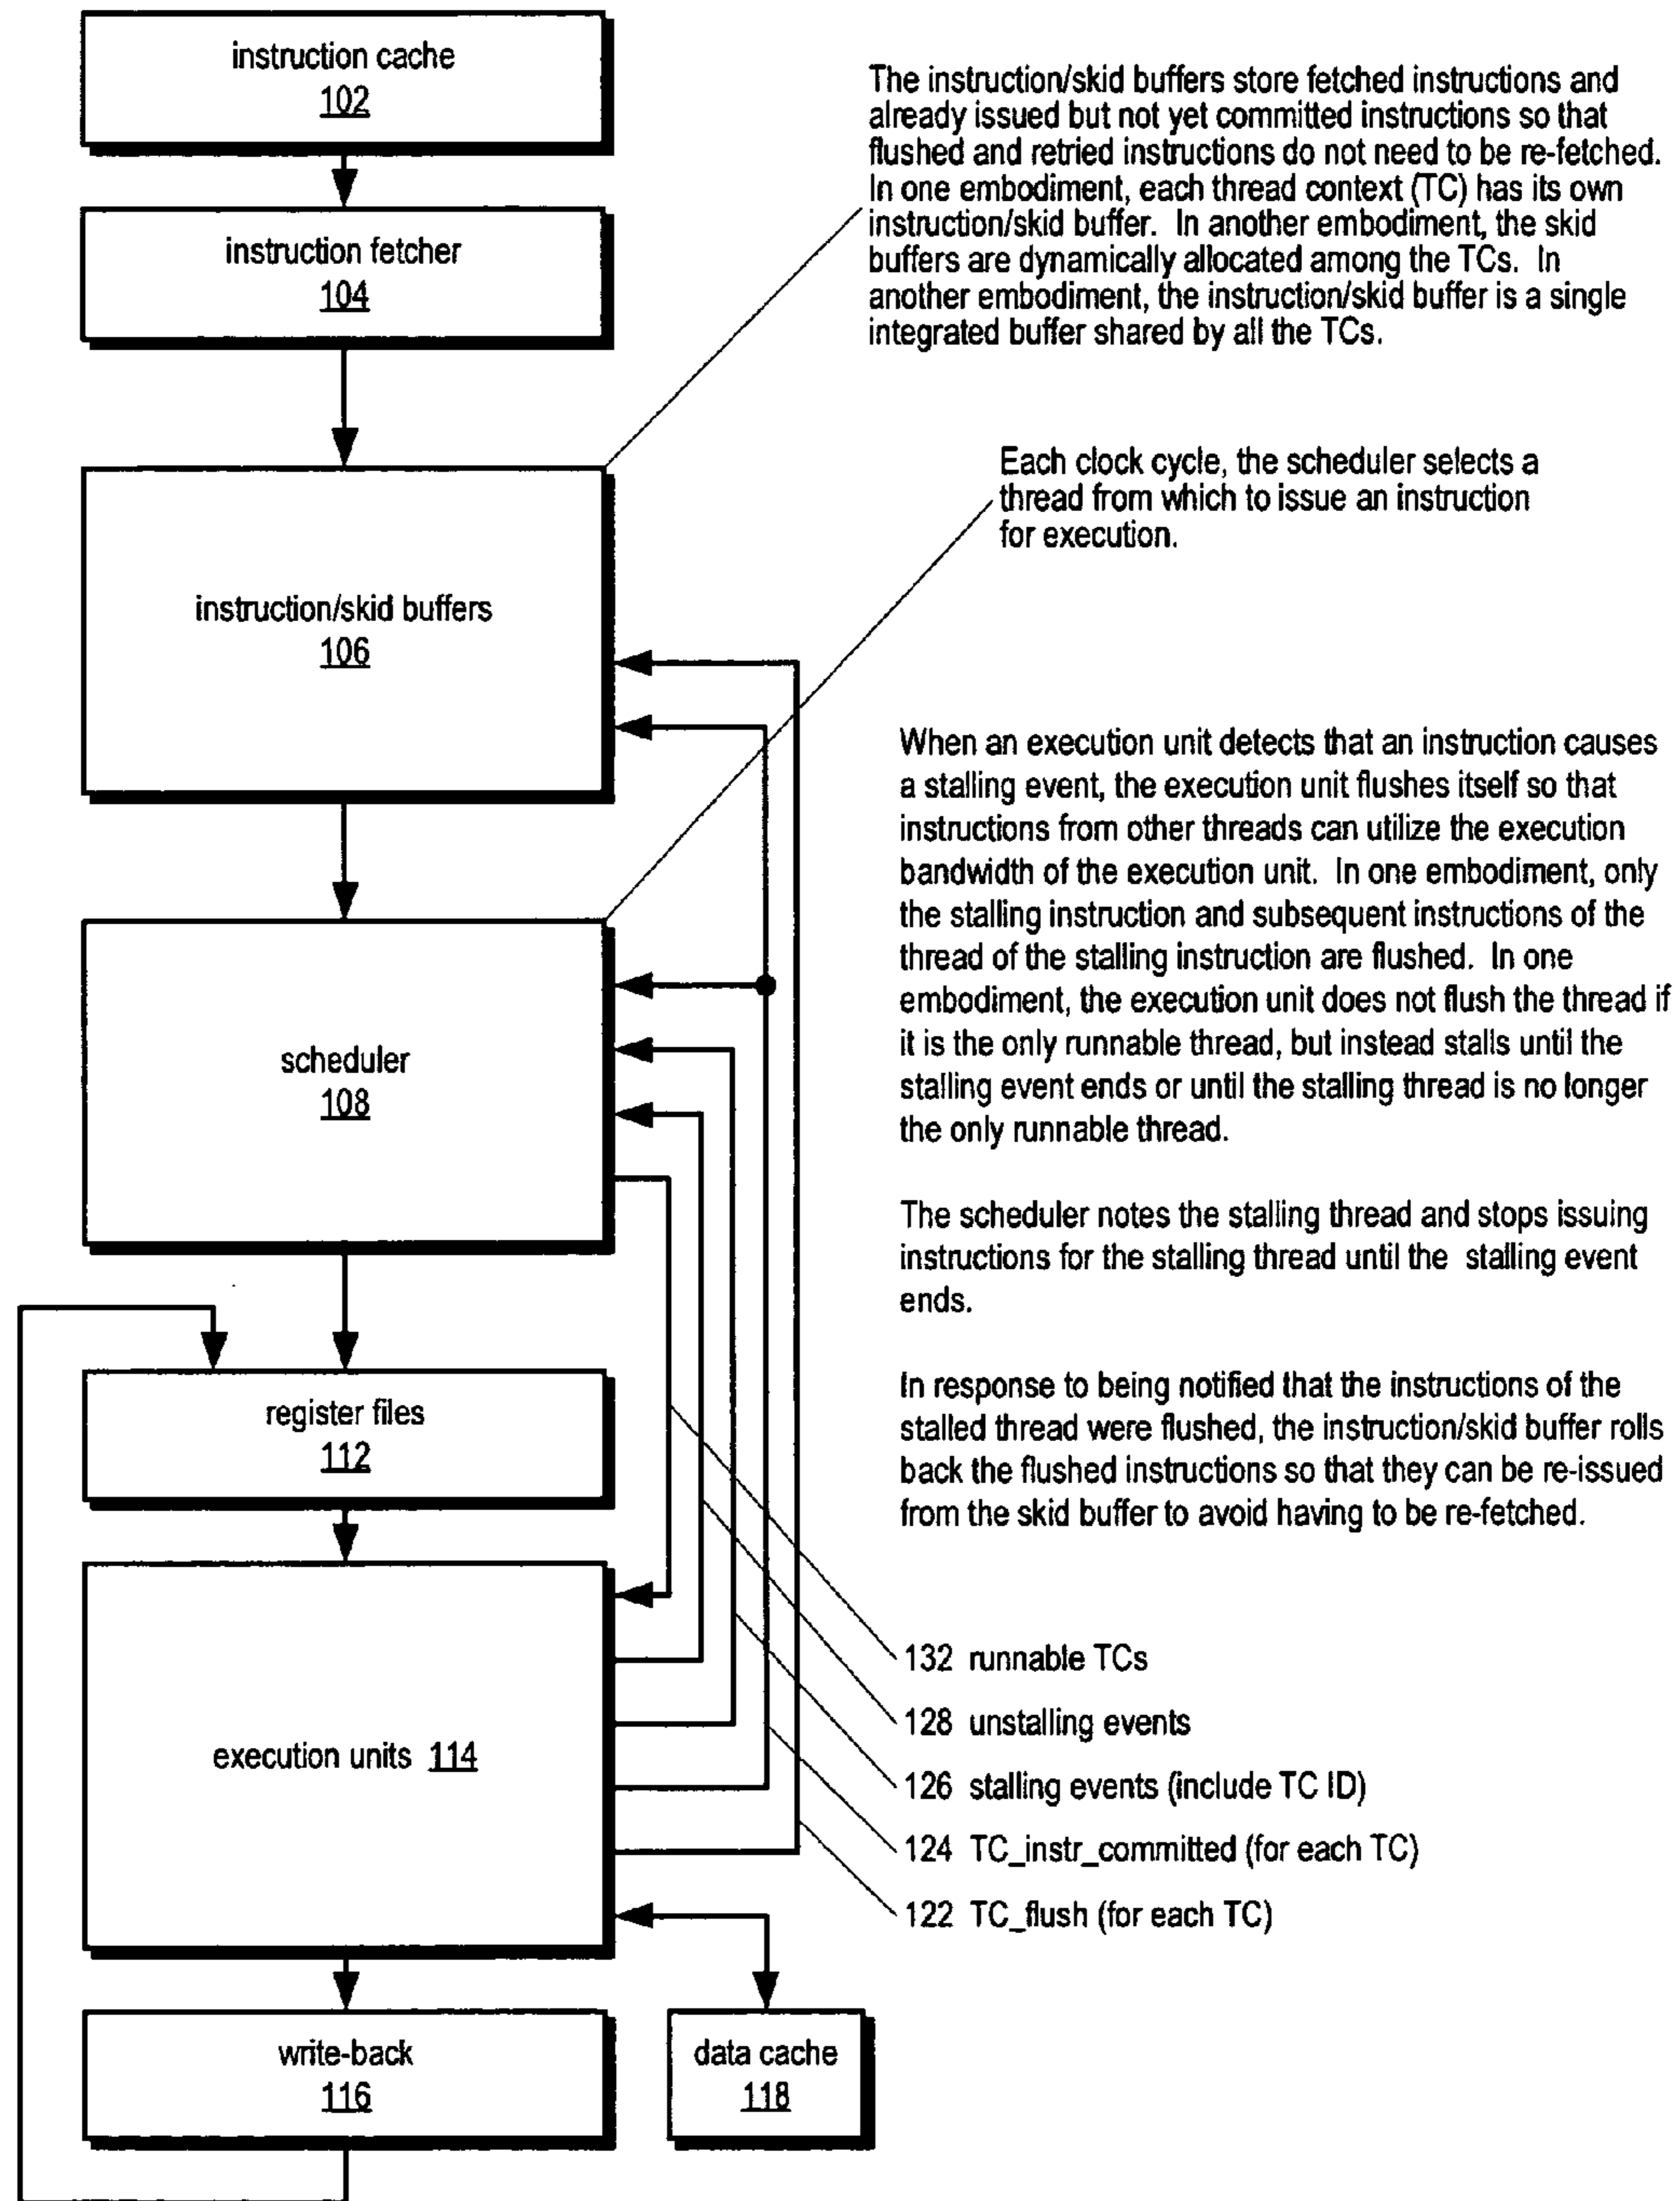 instruction cache
102
The instruction/skid buffers store fetched instructions and
already issued but not yet committed instructions so that
flushed and retried instructions do not need to be re-fetched.
In one embodiment, each thread context (TC) has its own
instruction/skid buffer. In another embodiment, the skid
buffers are dynamically allocated among the TCs. In
another embodiment, the instruction/skid buffer is a single
integrated buffer shared by all the TCs.
instruction fetcher
104
Each clock cycle, the scheduler selects a
thread from which to issue an instruction
for execution.
instruction/skid buffers
106
When an execution unit detects that an instruction causes
a stalling event, the execution unit flushes itself so that
instructions from other threads can utilize the execution
bandwidth of the execution unit. In one embodiment, only
the stalling instruction and subsequent instructions of the
thread of the stalling instruction are flushed. In one
embodiment, the execution unit does not flush the thread if
it is the only runnable thread, but instead stalls until the
stalling event ends or until the stalling thread is no longer
the only runnable thread.
scheduler
108
The scheduler notes the stalling thread and stops issuing
instructions for the stalling thread until the stalling event
ends.
In response to being notified that the instructions of the
stalled thread were flushed, the instruction/skid buffer rolls
back the flushed instructions so that they can be re-issued
from the skid buffer to avoid having to be re-fetched.
register files
112
execution units 114
132 runnable TCs
128 unstalling events
126 stalling events (include TC ID)
124 TC_instr_committed (for each TC)
122 TC_flush (for each TC)
write-back
116
data cache
118